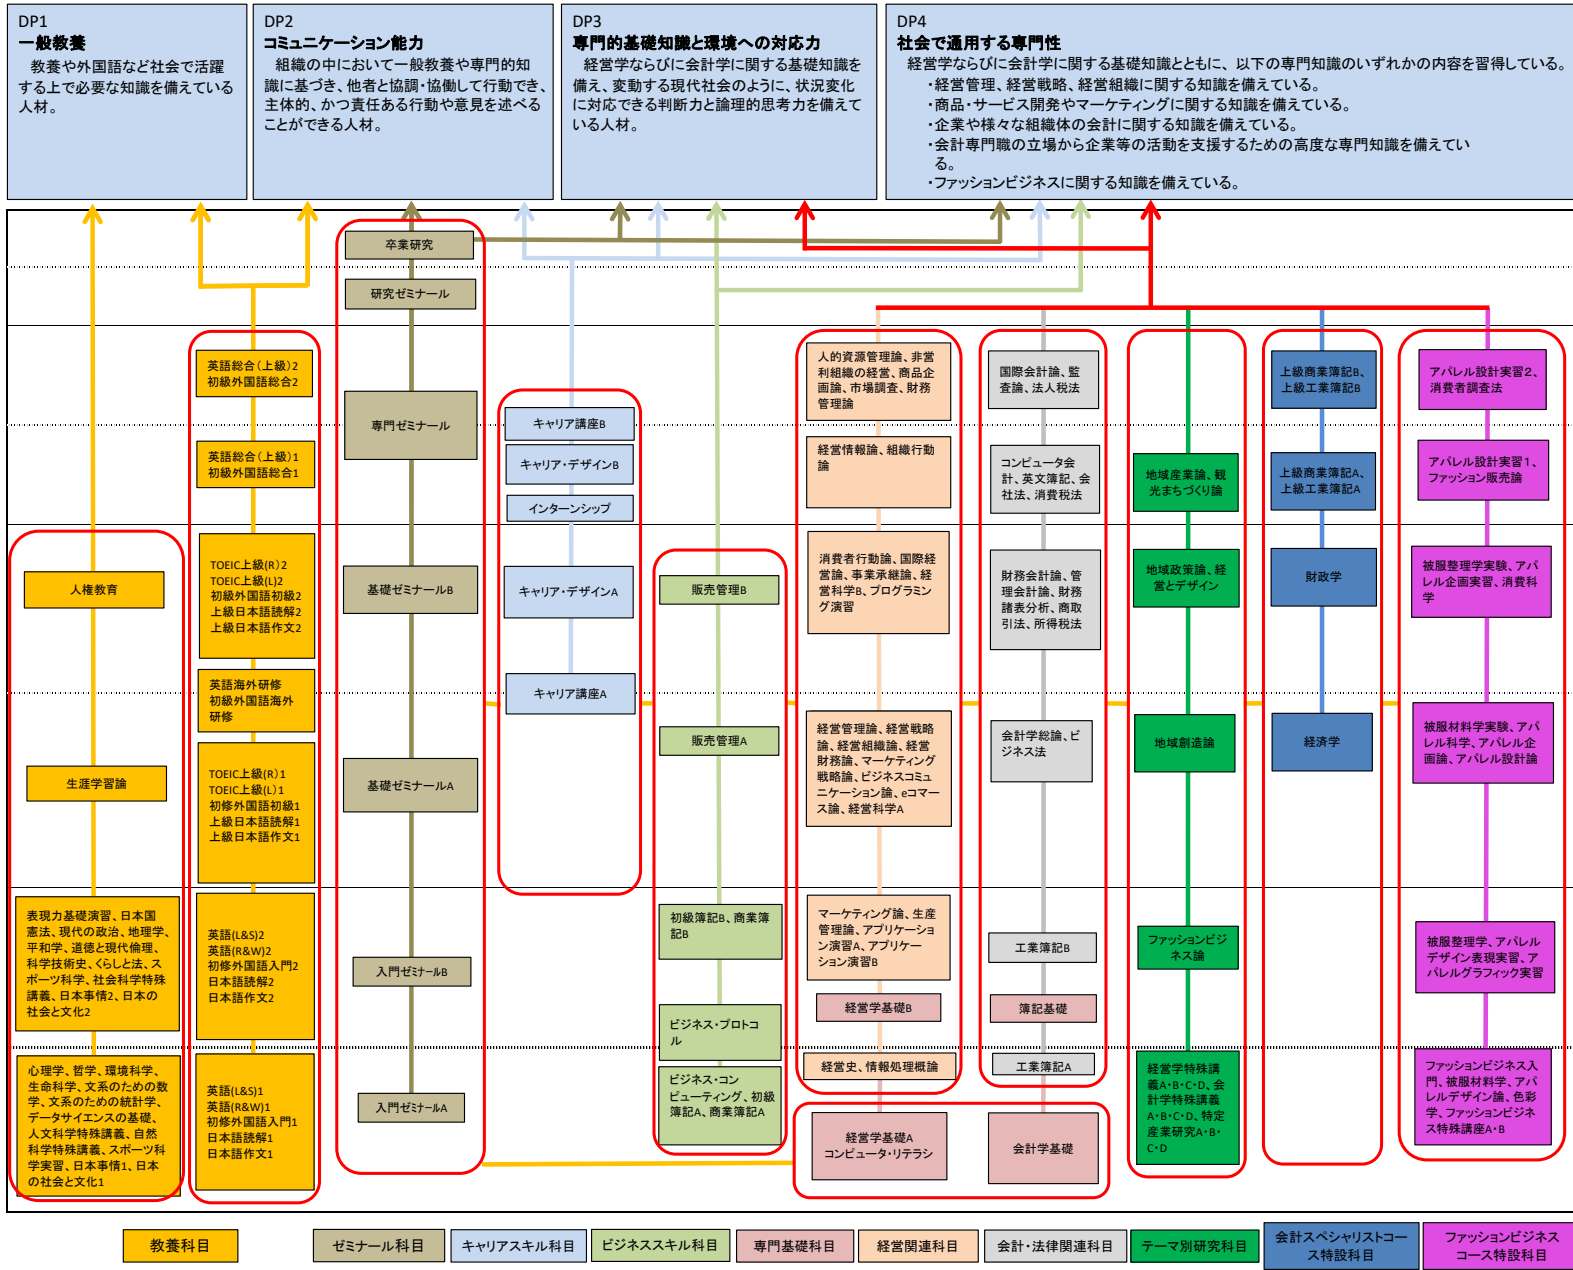 DP1
一般教養
教養や外国語など社会で活躍
する上で必要な知識を備えている
人材。
DP2
コミュニケーション能力
組織の中において一般教養や専門的知
識に基づき、他者と協調・協働して行動でき、
主体的、かつ責任ある行動や意見を述べる
ことができる人材。
DP3
専門的基礎知識と環境への対応力
経営学ならびに会計学に関する基礎知識を
備え、変動する現代社会のように、状況変化
に対応できる判断力と論理的思考力を備えて
いる人材。
DP4
社会で通用する専門性
経営学ならびに会計学に関する基礎知識とともに、以下の専門知識のいずれかの内容を習得している。
・経営管理、経営戦略、経営組織に関する知識を備えている。
・商品・サービス開発やマーケティングに関する知識を備えている。
・企業や様々な組織体の会計に関する知識を備えている。
・会計専門職の立場から企業等の活動を支援するための高度な専門知識を備えてい
る。
・ファッションビジネスに関する知識を備えている。
人権教育
生涯学習論
表現力基礎演習、日本国
憲法、現代の政治、地理学、
平和学、道徳と現代倫理、
科学技術史、くらしと法、ス
ポーツ科学、社会科学特殊
講義、日本事情2、日本の
社会と文化2
心理学、哲学、環境科学、
生命科学、文系のための数
学、文系のための統計学、
データサイエンスの基礎、
人文科学特殊講義、自然
科学特殊講義、スポーツ科
学実習、日本事情1、日本
の社会と文化1
英語総合(上級)2
初級外国語総合2
英語総合(上級)1
初級外国語総合1
TOEIC上級(R)2
TOEIC上級(L)2
初級外国語初級2
上級日本語読解2
上級日本語作文2
英語海外研修
初級外国語海外
研修
TOEIC上級(R)1
TOEIC上級(L)1
初修外国語初級1
上級日本語読解1
上級日本語作文1
英語(L&S)2
英語(R&W)2
初修外国語入門2
日本語読解2
日本語作文2
英語(L&S)1
英語(R&W)1
初修外国語入門1
日本語読解1
日本語作文1
卒業研究
研究ゼミナール
専門ゼミナール
基礎ゼミナールB
基礎ゼミナールA
入門ゼミナールB
入門ゼミナールA
キャリア講座B
キャリア・デザインB
インターンシップ
キャリア・デザインA
キャリア講座A
販売管理B
販売管理A
初級簿記B、商業簿
記B
ビジネス・プロトコ
ル
ビジネス・コン
ピューティング、初級
簿記A、商業簿記A
人的資源管理論、非営
利組織の経営、商品企
画論、市場調査、財務
管理論
経営情報論、組織行動
論
消費者行動論、国際経
営論、事業承継論、経
営科学B、プログラミン
グ演習
経営管理論、経営戦略
論、経営組織論、経営
財務論、マーケティング
戦略論、ビジネスコミュ
ニケーション論、eコマ
ース論、経営科学A
マーケティング論、生産
管理論、アプリケーショ
ン演習A、アプリケー
ション演習B
経営学基礎B
経営史、情報処理概論
経営学基礎A
コンピュータ・リテラシ
国際会計論、監
査論、法人税法
コンピュータ会
計、英文簿記、会
社法、消費税法
財務会計論、管
理会計論、財務
諸表分析、商取
引法、所得税法
会計学総論、ビ
ジネス法
工業簿記B
簿記基礎
工業簿記A
会計学基礎
地域産業論、観
光まちづくり論
地域政策論、経
営とデザイン
地域創造論
ファッションビジ
ネス論
経営学特殊講
義A・B・C・D、会
計学特殊講義
A・B・C・D、特定
産業研究A・B・
C・D
上級商業簿記B、
上級工業簿記B
上級商業簿記A、
上級工業簿記A
財政学
経済学
アパレル設計実習2、
消費者調査法
アパレル設計実習1、
ファッション販売論
被服整理学実験、アパ
レル企画実習、消費科
学
被服材料学実験、アパ
レル科学、アパレル企
画論、アパレル設計論
被服整理学、アパレル
デザイン表現実習、ア
パレルグラフィック実習
ファッションビジネス入
門、被服材料学、アパ
レルデザイン論、色彩
学、ファッションビジネ
ス特殊講座A・B
教養科目
ゼミナール科目
キャリアスキル科目
ビジネススキル科目
専門基礎科目
経営関連科目
会計・法律関連科目
テーマ別研究科目
会計スペシャリストコー
ス特設科目
ファッションビジネス
コース特設科目